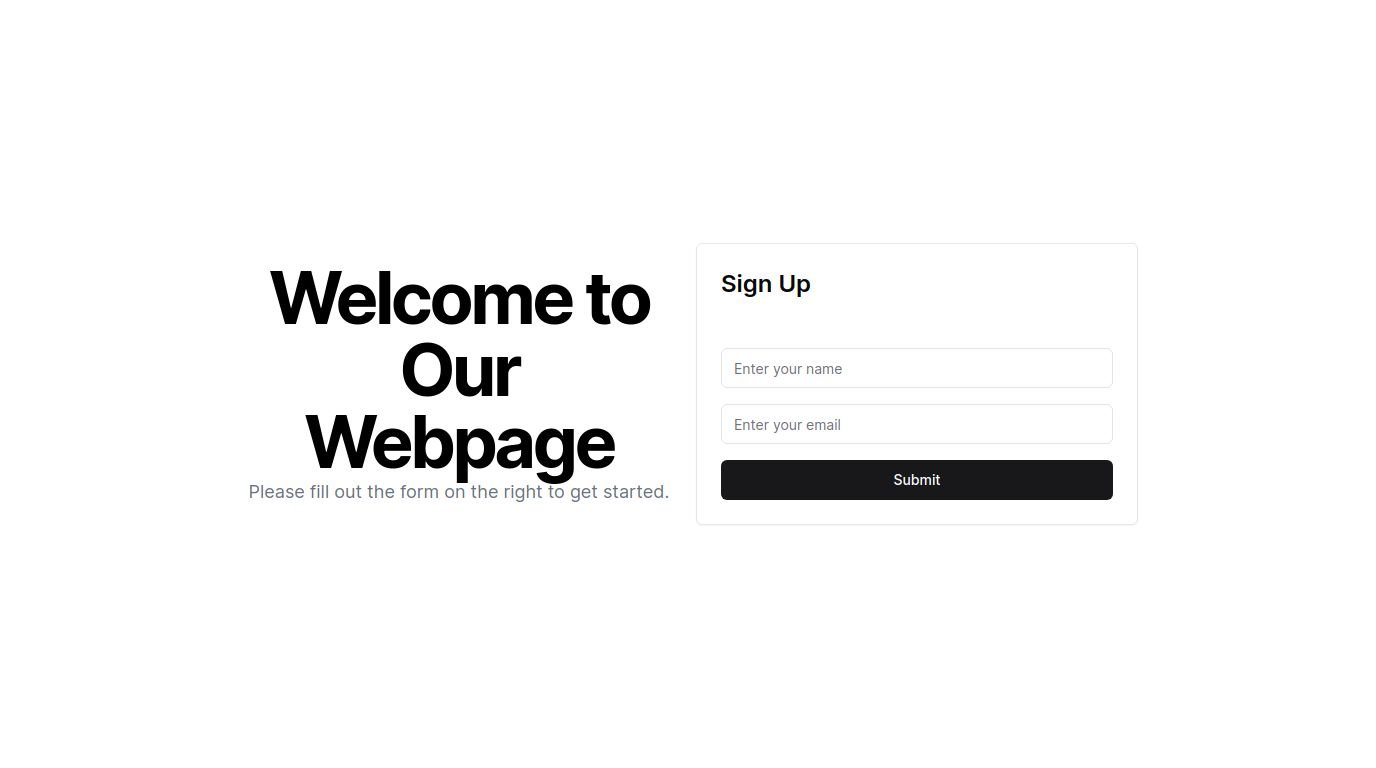 Welcome to
Our
Webpage
Please fill out the form on the right to get started.
Sign Up
Enter your name
Enter your email
Submit